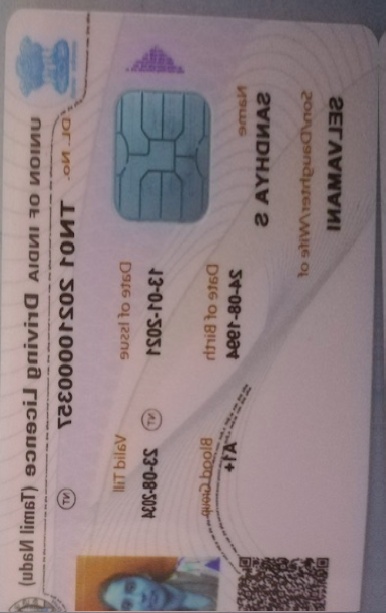 UNION OF INDIA Driving Licence (Tamil Nadu)
DL. No. TN01 20210000357 NT
Date of Issue Valid Till
13-01-2021 NT 23-08-2034
Date of Birth Blood Group
24-08-1994 A1+
Name
SANDHYA S
Son/Daughter/Wife of
SELVAMANI